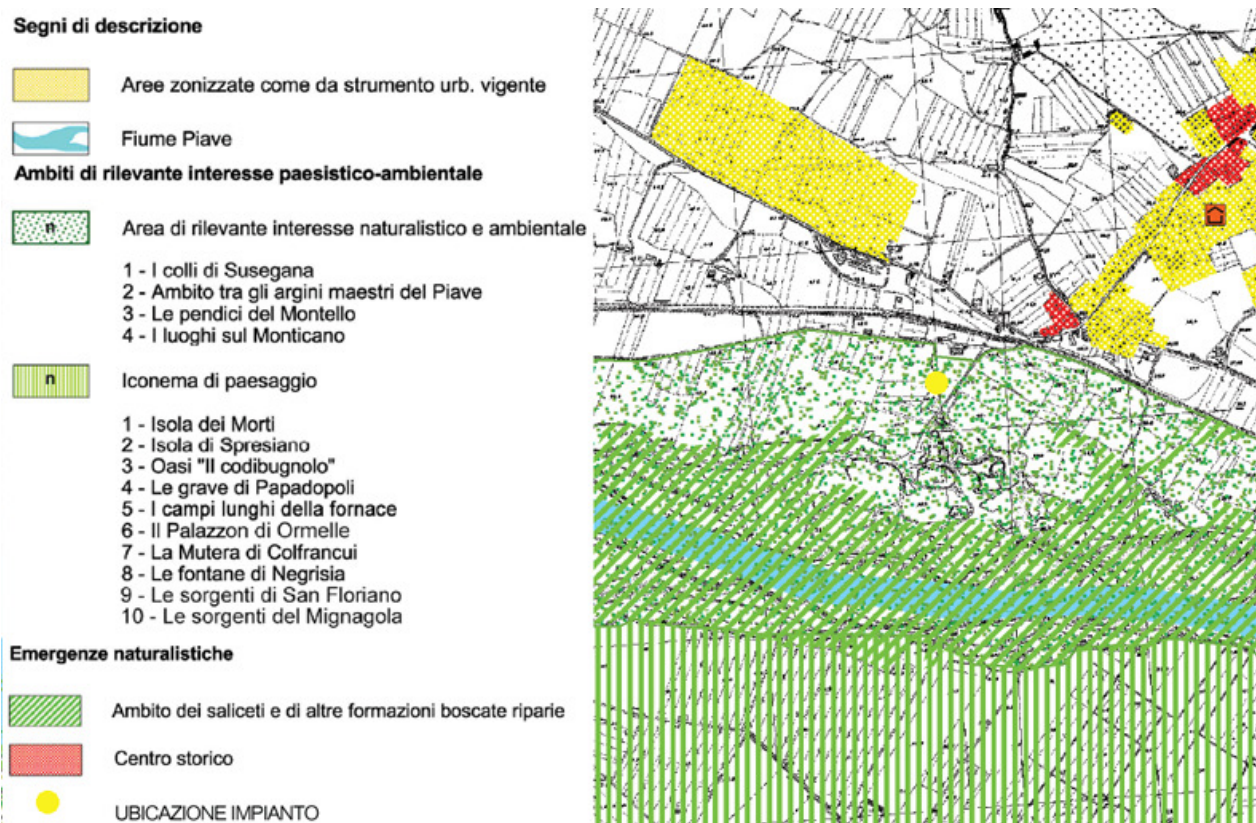 Segni di descrizione
Aree zonizzate come da strumento urb. vigente
Fiume Piave
Ambiti di rilevante interesse paesistico-ambientale
n
Area di rilevante interesse naturalistico e ambientale
1 - I colli di Susegana
2 - Ambito tra gli argini maestri del Piave
3 - Le pendici del Montello
4 - I luoghi sul Monticano
n
Iconema di paesaggio
1 - Isola dei Morti
2 - Isola di Spresiano
3 - Oasi "Il codibugnolo"
4 - Le grave di Papadopoli
5 - I campi lunghi della fornace
6 - Il Palazzon di Ormelle
7 - La Mutera di Colfrancui
8 - Le fontane di Negrisia
9 - Le sorgenti di San Floriano
10 - Le sorgenti del Mignagola
Emergenze naturalistiche
Ambito dei saliceti e di altre formazioni boscate riparie
Centro storico
UBICAZIONE IMPIANTO